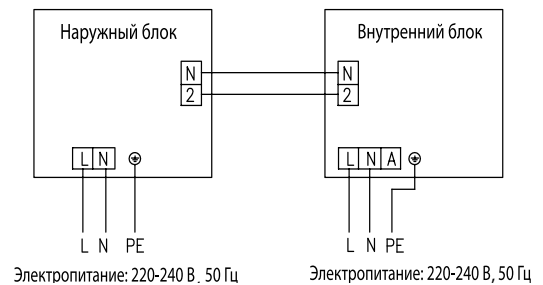 Наружный блок
Внутренний блок
N
N
2
2
L N
L N A
L N PE
L N PE
Электропитание: 220-240 В, 50 Гц
Электропитание: 220-240 В, 50 Гц